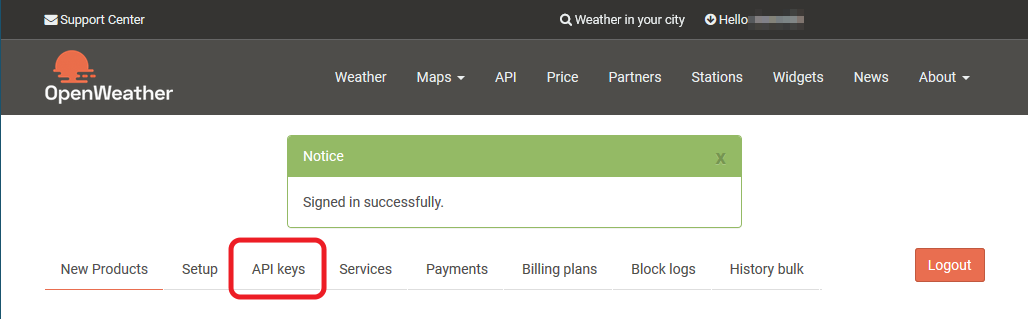 Support Center Weather in your city Hello
OpenWeather Weather Maps API Price Partners Stations Widgets News About
Notice x
Signed in successfully.
New Products Setup API keys Services Payments Billing plans Block logs History bulk Logout